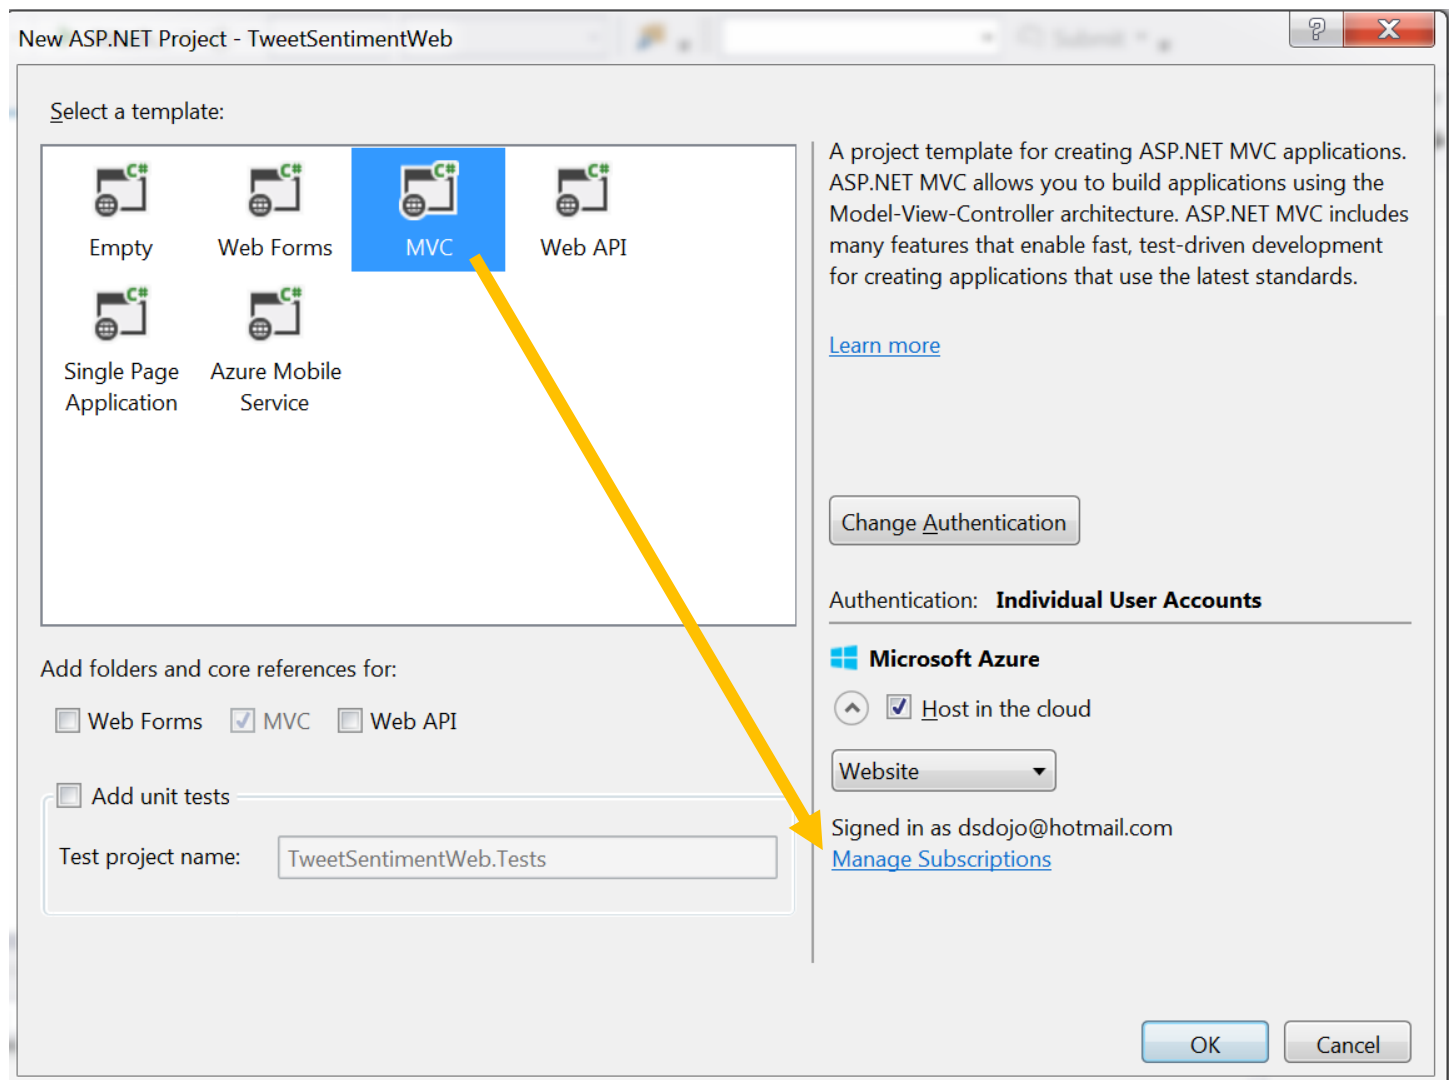 New ASP.NET Project - TweetSentimentWeb
Submit
Select a template:
C# C# C# C#
Empty Web Forms MVC Web API
C# C#
Single Page Azure Mobile
Application Service
A project template for creating ASP.NET MVC applications.
ASP.NET MVC allows you to build applications using the
Model-View-Controller architecture. ASP.NET MVC includes
many features that enable fast, test-driven development
for creating applications that use the latest standards.
Learn more
Change Authentication
Authentication: Individual User Accounts
Microsoft Azure
Host in the cloud
Website
Signed in as dsdojo@hotmail.com
Manage Subscriptions
Add folders and core references for:
Web Forms MVC Web API
Add unit tests
Test project name: TweetSentimentWeb.Tests
OK Cancel